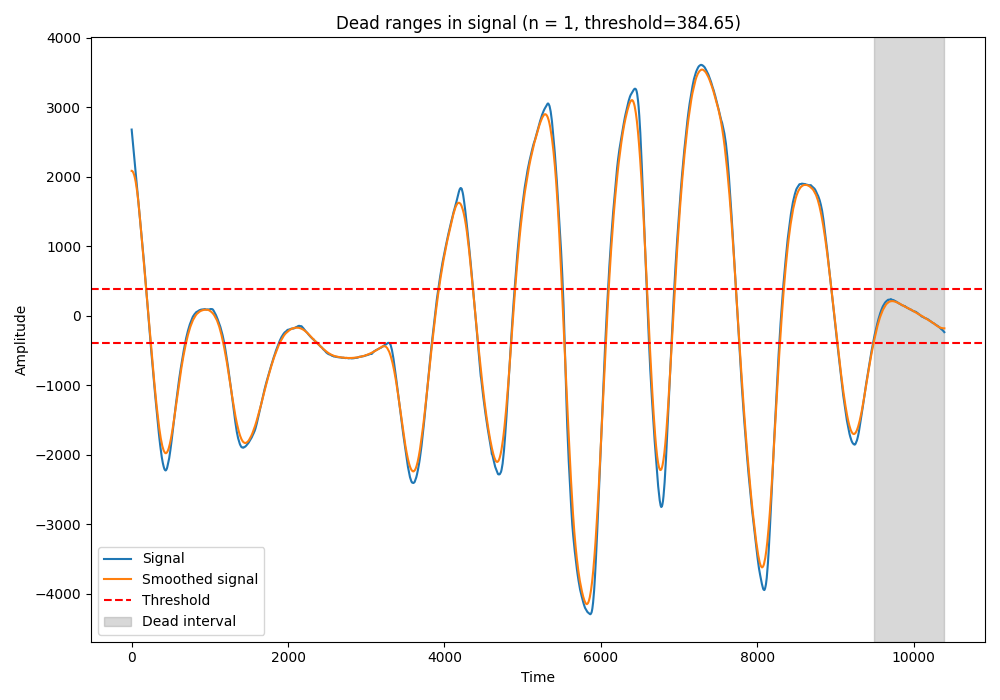 Dead ranges in signal (n = 1, threshold=384.65)
4000
3000
2000
1000
0
−1000
−2000
−3000
−4000
Amplitude
Signal
Smoothed signal
Threshold
Dead interval
0
2000
4000
6000
8000
10000
Time